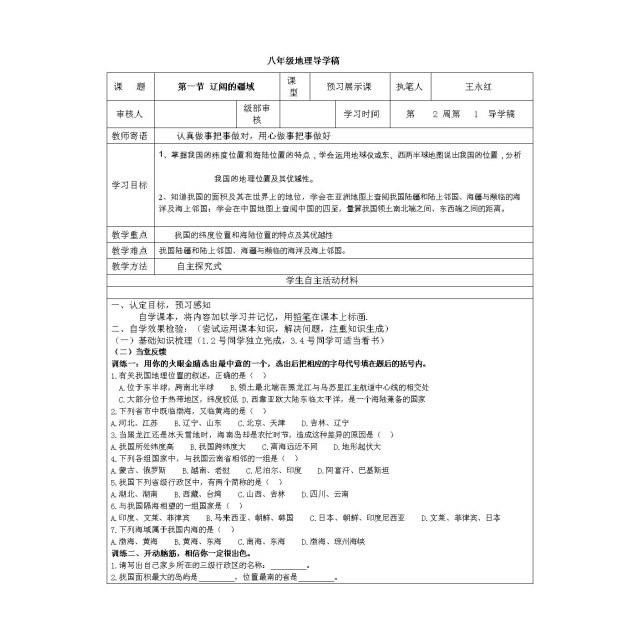 八年级地理导学稿
课 题 第一节 辽阔的疆域 课型 预习展示课 执笔人 王永红
审核人 级部审核 学习时间 第 2 周第 1 导学稿
教师寄语 认真做事把事做对，用心做事把事做好
学习目标
1、掌握我国的纬度位置和海陆位置的特点，学会运用地球仪或东、西两半球地图说出我国的位置，分析
我国的地理位置及其优越性。
2、知道我国的面积及其在世界上的地位，学会在亚洲地图上查阅我国陆疆和陆上邻国、海疆与濒临的海
洋及海上邻国；学会在中国地图上查阅中国的四至，量算我国领土南北端之间、东西端之间的距离。
教学重点 我国的纬度位置和海陆位置的特点及其优越性
教学难点 我国陆疆和陆上邻国、海疆与濒临的海洋及海上邻国。
教学方法 自主探究式
学生自主活动材料
一、认定目标，预习感知
自学课本，将内容加以学习并记忆，用铅笔在课本上标画.
二、自学效果检验：（尝试运用课本知识，解决问题，注重知识生成）
（一）基础知识梳理（1.2号同学独立完成，3.4号同学可适当看书）
（二）当堂反馈
训练一：用你的火眼金睛选出最中意的一个，选出后把相应的字母代号填在题后的括号内。
1.有关我国地理位置的叙述，正确的是（ ）
A.位于东半球，跨南北半球 B.领土最北端在黑龙江与乌苏里江主航道中心线的相交处
C.大部分位于热带地区，纬度较低 D.西靠亚欧大陆东临太平洋，是一个海陆兼备的国家
2.下列省市中既临渤海，又临黄海的是（ ）
A.河北、江苏 B.辽宁、山东 C.北京、天津 D.吉林、辽宁
3.当黑龙江还是冰天雪地时，海南岛却是农忙时节，造成这种差异的原因是（ ）
A.我国所处纬度高 B.我国跨纬度大 C.离海远近不同 D.地形起伏大
4.下列各组国家中，与我国云南省相邻的一组是（ ）
A.蒙古、俄罗斯 B.越南、老挝 C.尼泊尔、印度 D.阿富汗、巴基斯坦
5.我国下列省级行政区中，有两个简称的是（ ）
A.湖北、湖南 B.西藏、台湾 C.山西、吉林 D.四川、云南
6.与我国隔海相望的一组国家是（ ）
A.印度、文莱、菲律宾 B.马来西亚、朝鲜、韩国 C.日本、朝鲜、印度尼西亚 D.文莱、菲律宾、日本
7.下列海域属于我国内海的是（ ）
A.渤海、黄海 B.黄海、东海 C.南海、东海 D.渤海、琼州海峡
训练二、开动脑筋，相信你一定很出色。
1.请写出自己家乡所在的三级行政区的名称：________。
2.我国面积最大的岛屿是________，位置最南的省是________。